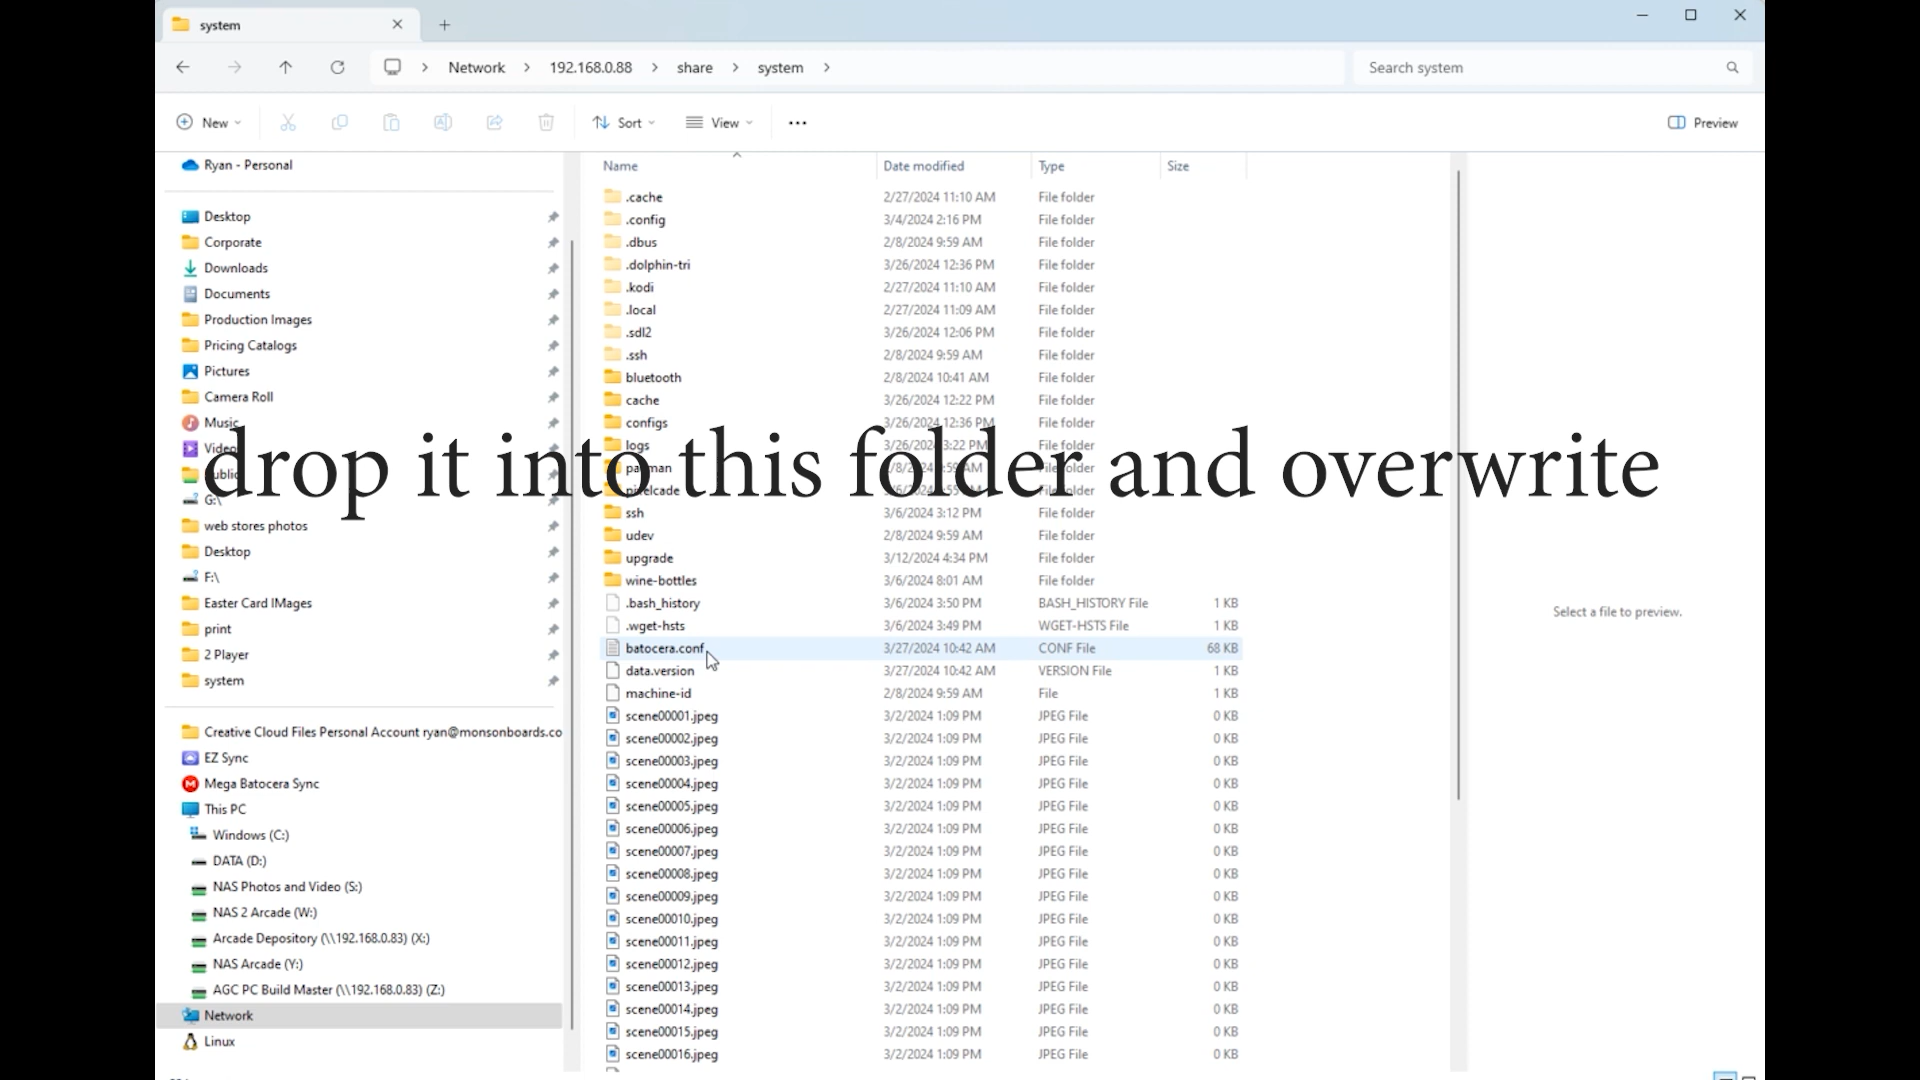 system
Network
192.168.0.88
share
system
Search system
New
Sort
View
Preview
Ryan - Personal
Desktop
Corporate
Downloads
Documents
Production Images
Pricing Catalogs
Pictures
Camera Roll
Music
G:\
web stores photos
Desktop
F:\
Easter Card IMages
print
2 Player
system
Creative Cloud Files Personal Account ryan@monsonboards.co
EZ Sync
Mega Batocera Sync
This PC
Windows (C:)
DATA (D:)
NAS Photos and Video (S:)
NAS 2 Arcade (W:)
Arcade Depository (\\192.168.0.83) (X:)
NAS Arcade (Y:)
AGC PC Build Master (\\192.168.0.83) (Z:)
Network
Linux
Name Date modified Type Size
.cache 2/27/2024 11:10 AM File folder
.config 3/4/2024 2:16 PM File folder
.dbus 2/8/2024 9:59 AM File folder
.dolphin-tri 3/26/2024 12:36 PM File folder
.kodi 2/27/2024 11:10 AM File folder
.local 2/27/2024 11:09 AM File folder
.sdl2 3/26/2024 12:06 PM File folder
.ssh 2/8/2024 9:59 AM File folder
bluetooth 2/8/2024 10:41 AM File folder
cache 3/26/2024 12:22 PM File folder
configs 3/26/2024 12:36 PM File folder
logs File folder
drop it into this folder and overwrite
ssh 3/6/2024 3:12 PM File folder
udev 2/8/2024 9:59 AM File folder
upgrade 3/12/2024 4:34 PM File folder
wine-bottles 3/6/2024 8:01 AM File folder
.bash_history 3/6/2024 3:50 PM BASH_HISTORY File 1 KB
.wget-hsts 3/6/2024 3:49 PM WGET-HSTS File 1 KB
batocera.conf 3/27/2024 10:42 AM CONF File 68 KB
data.version 3/27/2024 10:42 AM VERSION File 1 KB
machine-id 2/8/2024 9:59 AM File 1 KB
scene00001.jpeg 3/2/2024 1:09 PM JPEG File 0 KB
scene00002.jpeg 3/2/2024 1:09 PM JPEG File 0 KB
scene00003.jpeg 3/2/2024 1:09 PM JPEG File 0 KB
scene00004.jpeg 3/2/2024 1:09 PM JPEG File 0 KB
scene00005.jpeg 3/2/2024 1:09 PM JPEG File 0 KB
scene00006.jpeg 3/2/2024 1:09 PM JPEG File 0 KB
scene00007.jpeg 3/2/2024 1:09 PM JPEG File 0 KB
scene00008.jpeg 3/2/2024 1:09 PM JPEG File 0 KB
scene00009.jpeg 3/2/2024 1:09 PM JPEG File 0 KB
scene00010.jpeg 3/2/2024 1:09 PM JPEG File 0 KB
scene00011.jpeg 3/2/2024 1:09 PM JPEG File 0 KB
scene00012.jpeg 3/2/2024 1:09 PM JPEG File 0 KB
scene00013.jpeg 3/2/2024 1:09 PM JPEG File 0 KB
scene00014.jpeg 3/2/2024 1:09 PM JPEG File 0 KB
scene00015.jpeg 3/2/2024 1:09 PM JPEG File 0 KB
scene00016.jpeg 3/2/2024 1:09 PM JPEG File 0 KB
Select a file to preview.